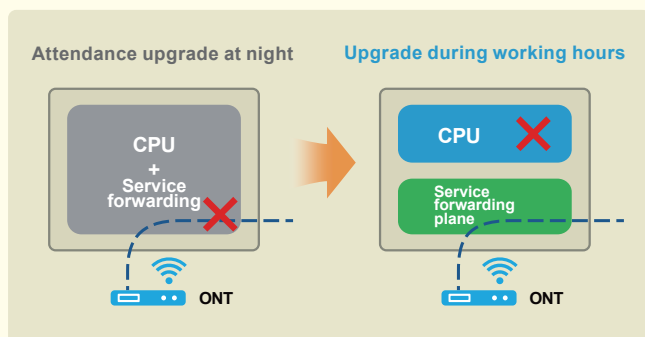 Attendance upgrade at night
Upgrade during working hours
CPU
+
Service
forwarding
CPU
Service
forwarding
plane
ONT
ONT